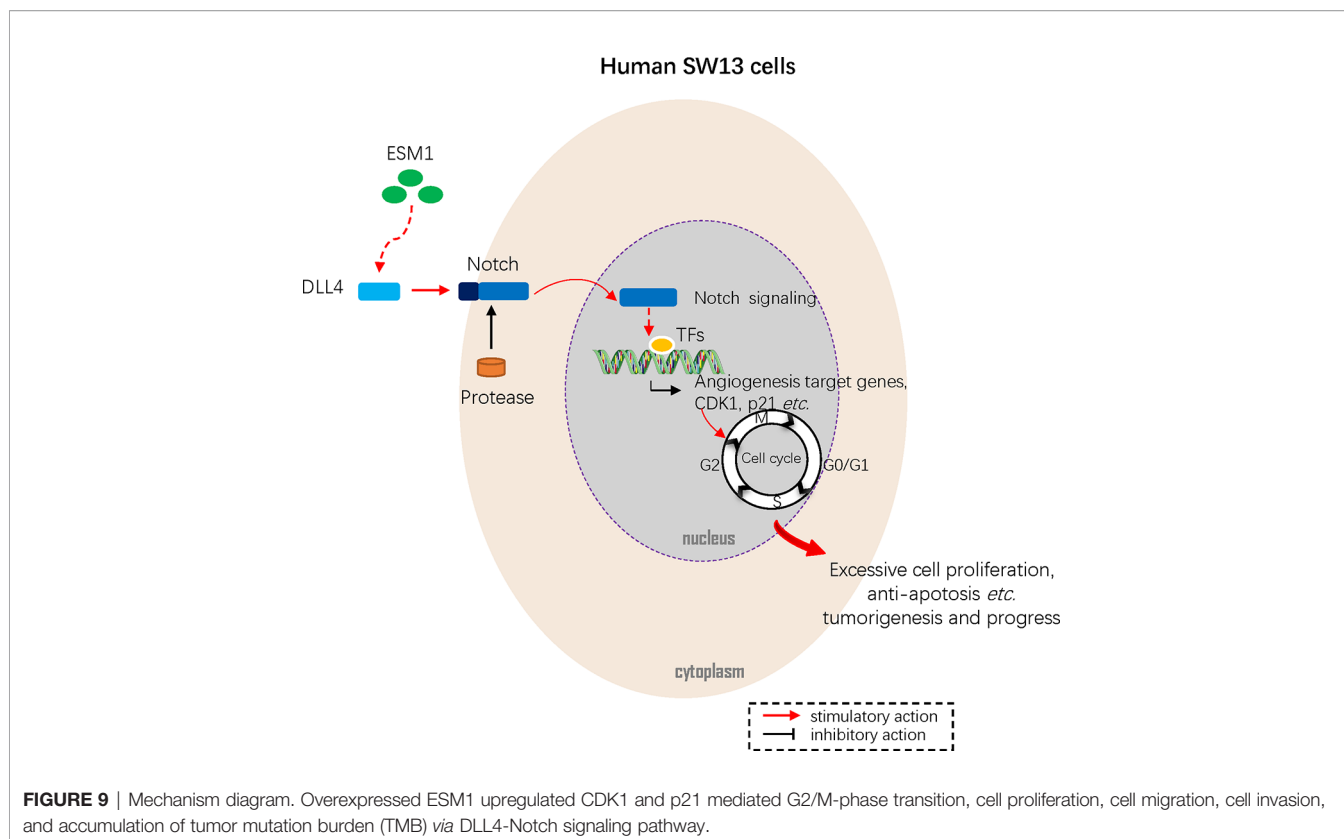 Human SW13 cells
ESM1
DLL4
Notch
Protease
Notch signaling
TFs
Angiogenesis target genes,
CDK1, p21 etc.
M
G2
Cell cycle
G0/G1
S
nucleus
Excessive cell proliferation,
anti-apotosis etc.
tumorigenesis and progress
cytoplasm
stimulatory action
inhibitory action
FIGURE 9 | Mechanism diagram. Overexpressed ESM1 upregulated CDK1 and p21 mediated G2/M-phase transition, cell proliferation, cell migration, cell invasion,
and accumulation of tumor mutation burden (TMB) via DLL4-Notch signaling pathway.